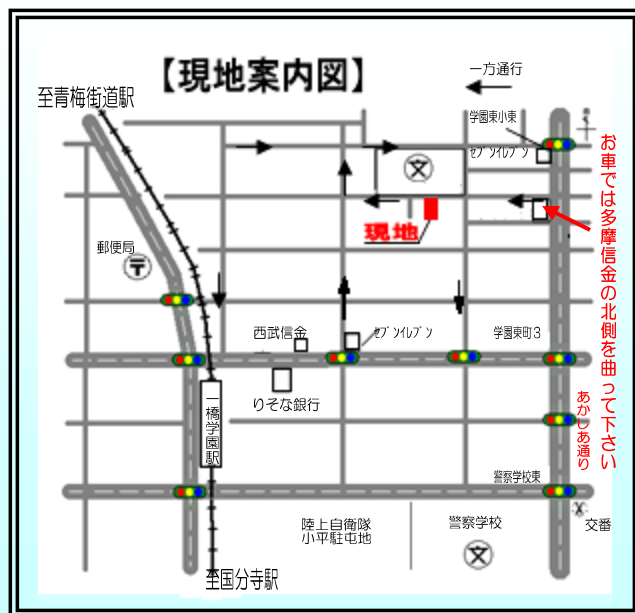 【現地案内図】
一方通行
至青梅街道駅
学園東小東
セブンイレブン
お車では多摩信金の北側を曲って下さい
現地
郵便局
西武信金
セブンイレブン
学園東町3
りそな銀行
一橋学園駅
あかしあ通り
警察学校東
陸上自衛隊
小平駐屯地
警察学校
交番
至国分寺駅